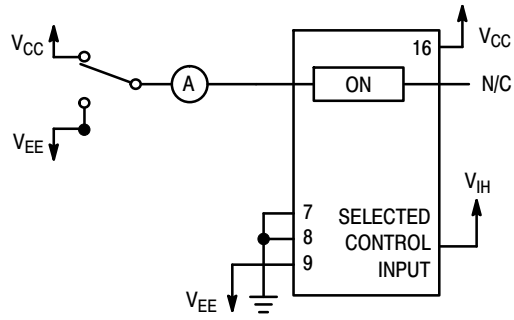 VCC
16
VCC
A
ON
N/C
VEE
VIH
7
SELECTED
8
CONTROL
9
INPUT
VEE